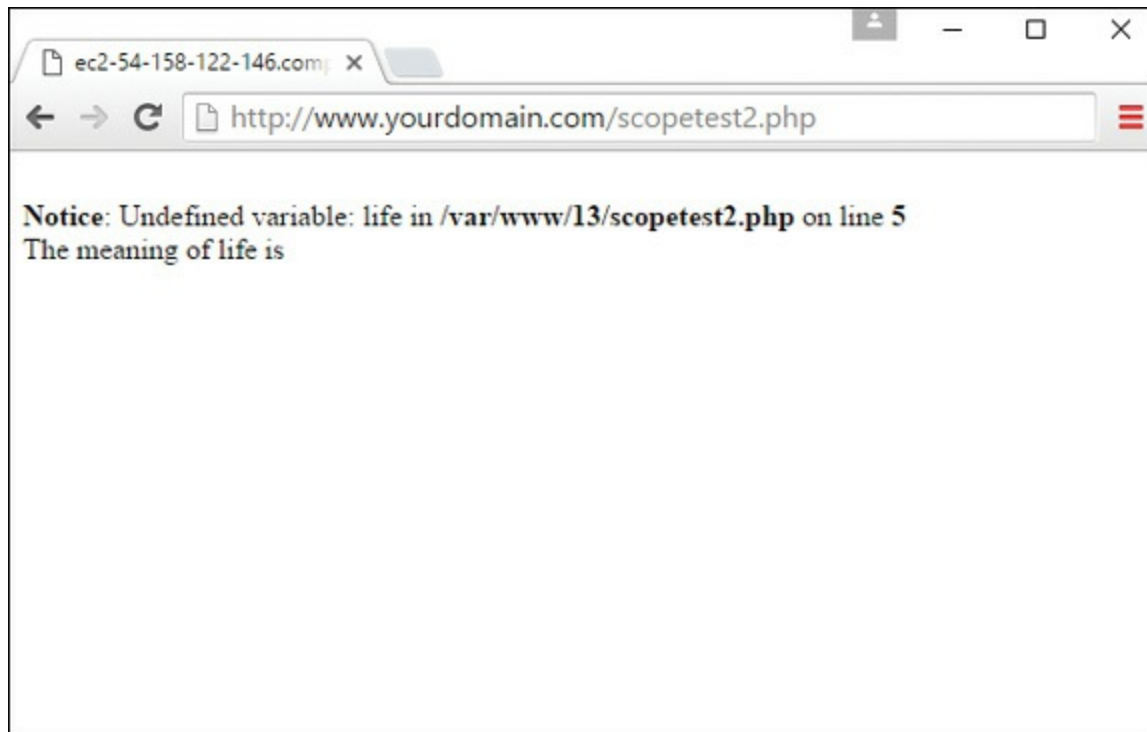 ec2-54-158-122-146.com
http://www.yourdomain.com/scopetest2.php
Notice: Undefined variable: life in /var/www/13/scopetest2.php on line 5
The meaning of life is